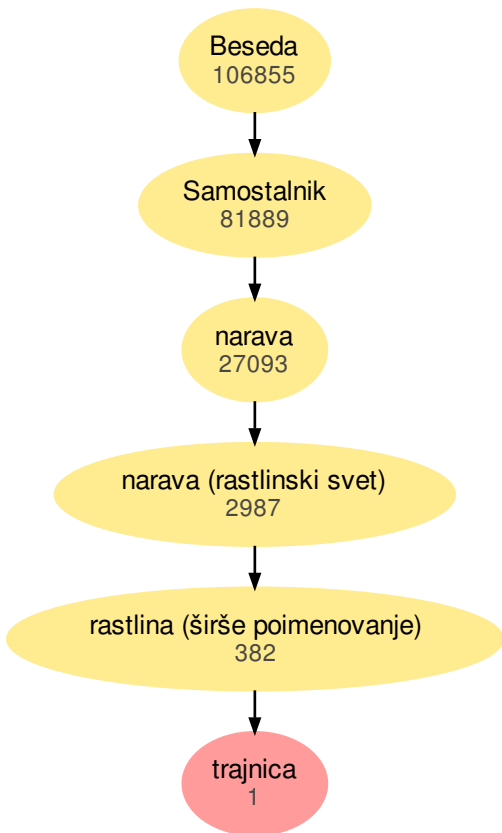 Beseda
106855
Samostalnik
81889
narava
27093
narava (rastlinski svet)
2987
rastlina (širše poimenovanje)
382
trajnica
1